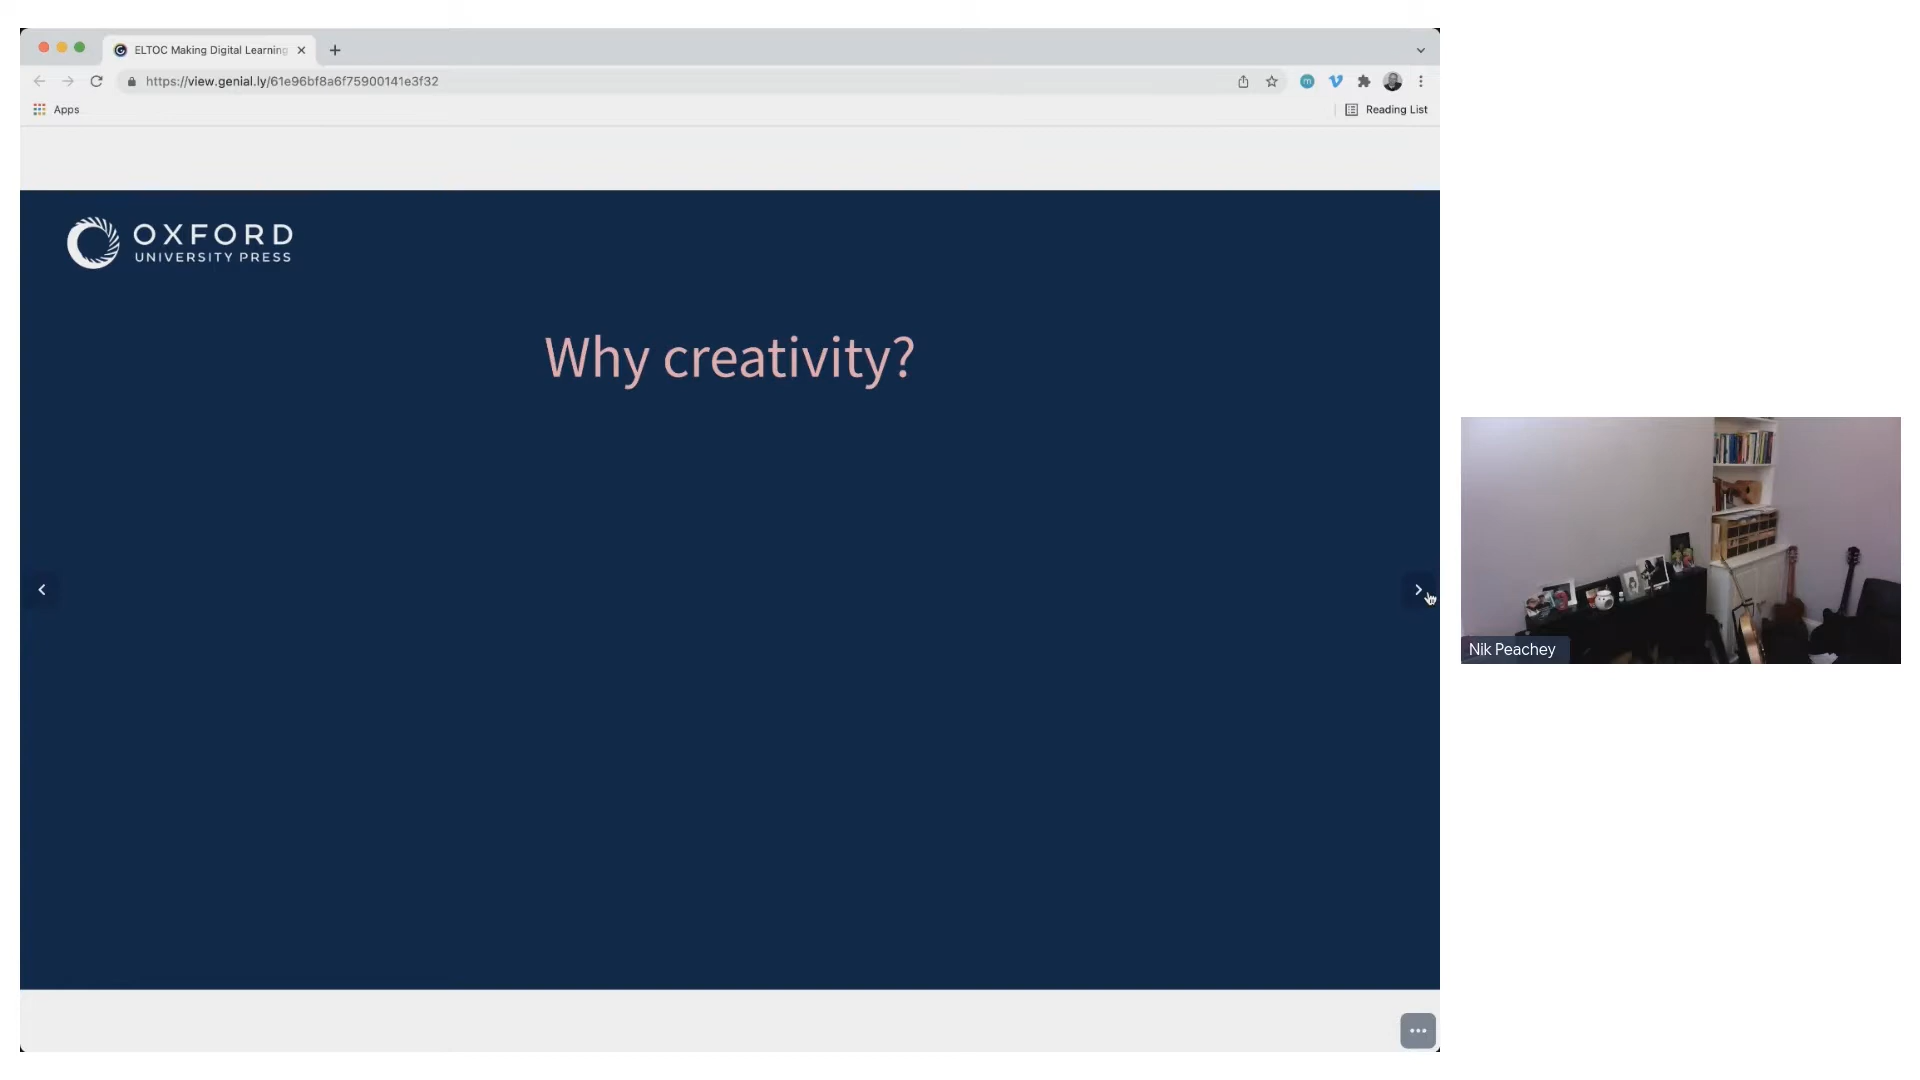 ELTOC Making Digital Learning
https://view.genial.ly/61e96bf8a6f75900141e3f32
m
Apps
Reading List
OXFORD
UNIVERSITY PRESS
Why creativity?
Nik Peachey